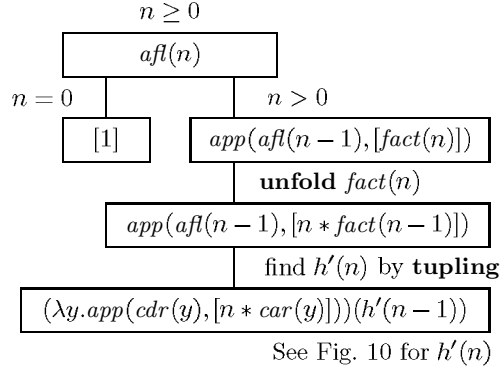 n ≥ 0
afl(n)
n = 0
n > 0
[1]
app(afl(n − 1), [fact(n)])
unfold fact(n)
app(afl(n − 1), [n * fact(n − 1)])
find h′(n) by tupling
(λy.app(cdr(y), [n * car(y)]))(h′(n − 1))
See Fig. 10 for h′(n)